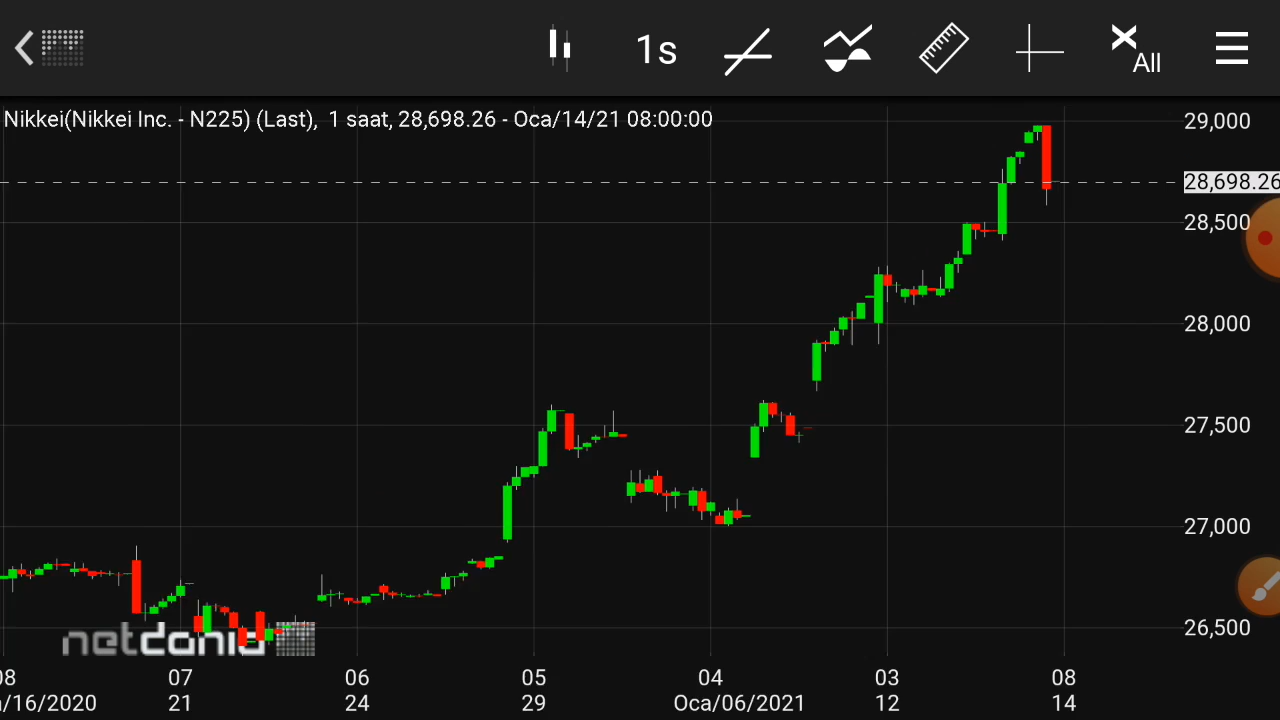 1s
All
Nikkei(Nikkei Inc. - N225) (Last), 1 saat, 28,698.26 - Oca/14/21 08:00:00
29,000
28,698.26
28,500
28,000
27,500
27,000
26,500
netdania
08 07 06 05 04 03 08
/16/2020 21 24 29 Oca/06/2021 12 14